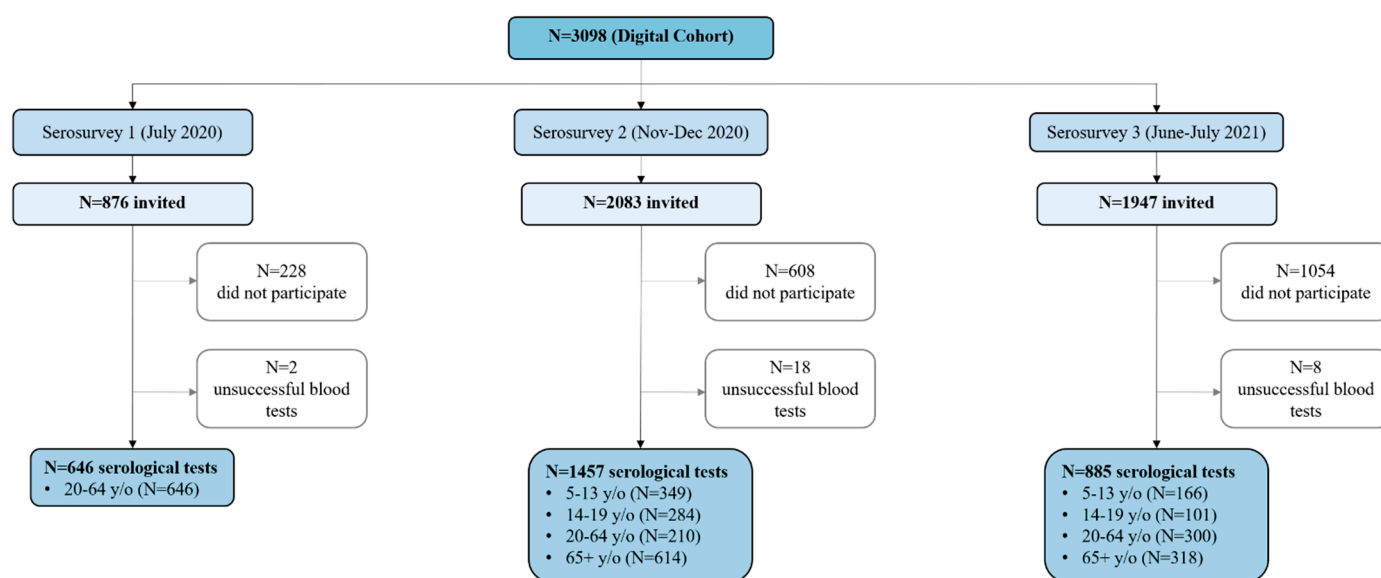 N=3098 (Digital Cohort)
Serosurvey 1 (July 2020)
Serosurvey 2 (Nov-Dec 2020)
Serosurvey 3 (June-July 2021)
N=876 invited
N=2083 invited
N=1947 invited
N=228
did not participate
N=608
did not participate
N=1054
did not participate
N=2
unsuccessful blood
tests
N=18
unsuccessful blood
tests
N=8
unsuccessful blood
tests
N=646 serological tests
• 20-64 y/o (N=646)
N=1457 serological tests
• 5-13 y/o (N=349)
• 14-19 y/o (N=284)
• 20-64 y/o (N=210)
• 65+ y/o (N=614)
N=885 serological tests
• 5-13 y/o (N=166)
• 14-19 y/o (N=101)
• 20-64 y/o (N=300)
• 65+ y/o (N=318)